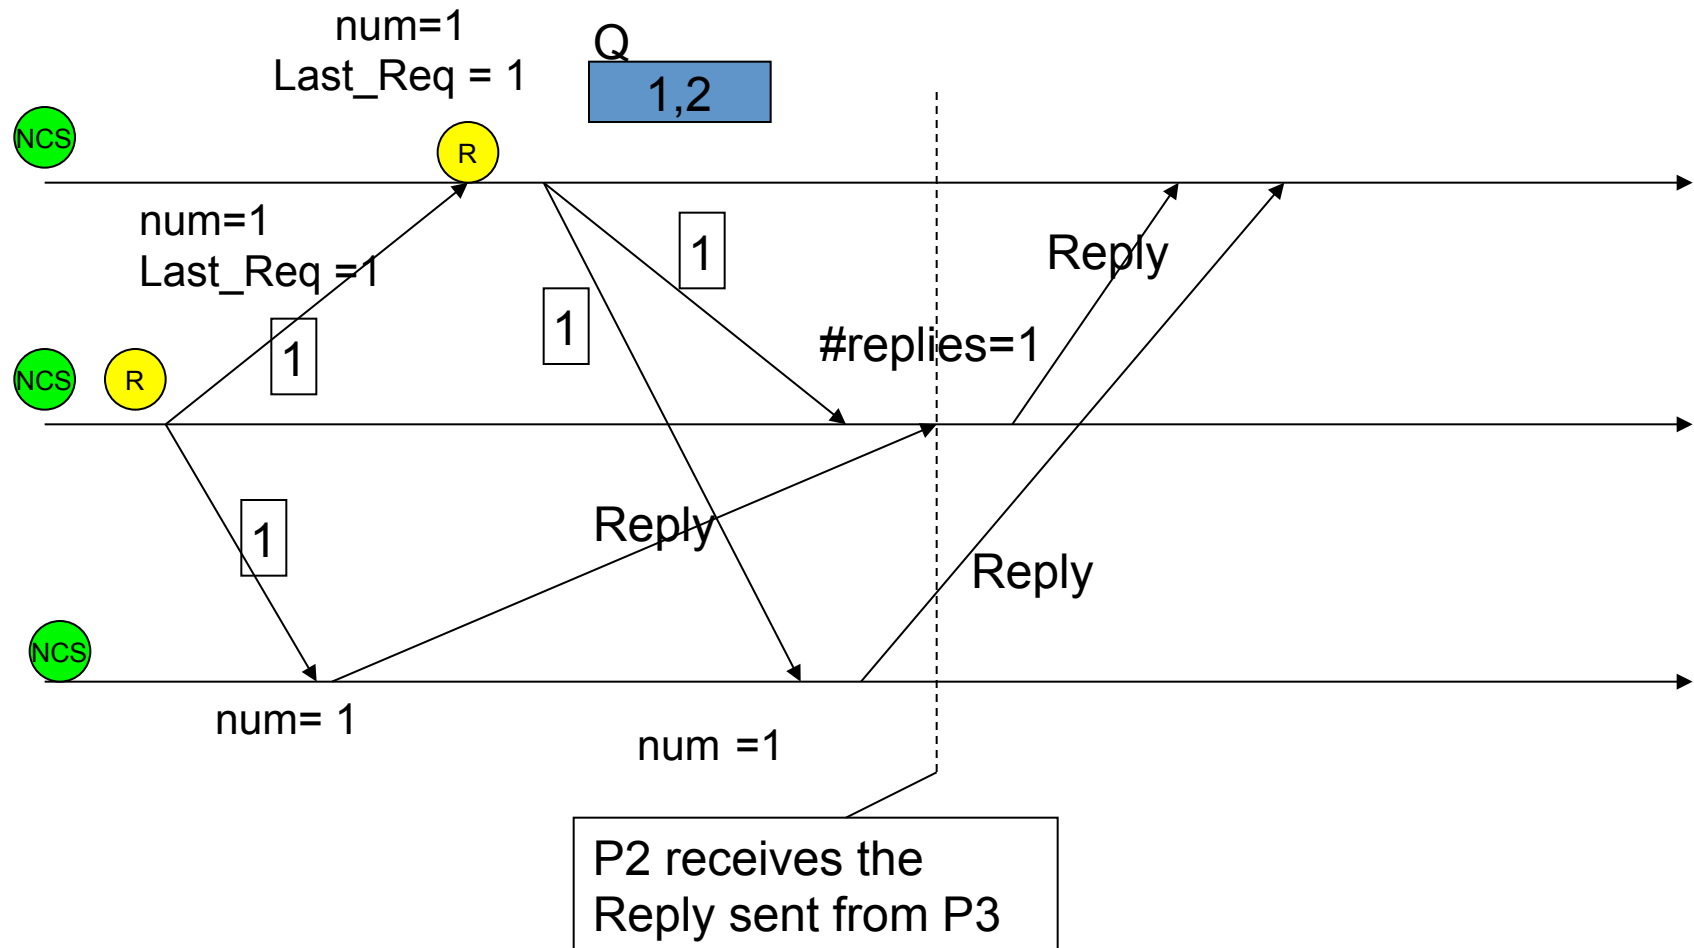 num=1
Last_Req = 1
Q
1,2
NCS
R
num=1
Last_Req =1
1
1
1
Reply
#replies=1
NCS
R
1
Reply
Reply
NCS
num= 1
num =1
P2 receives the
Reply sent from P3